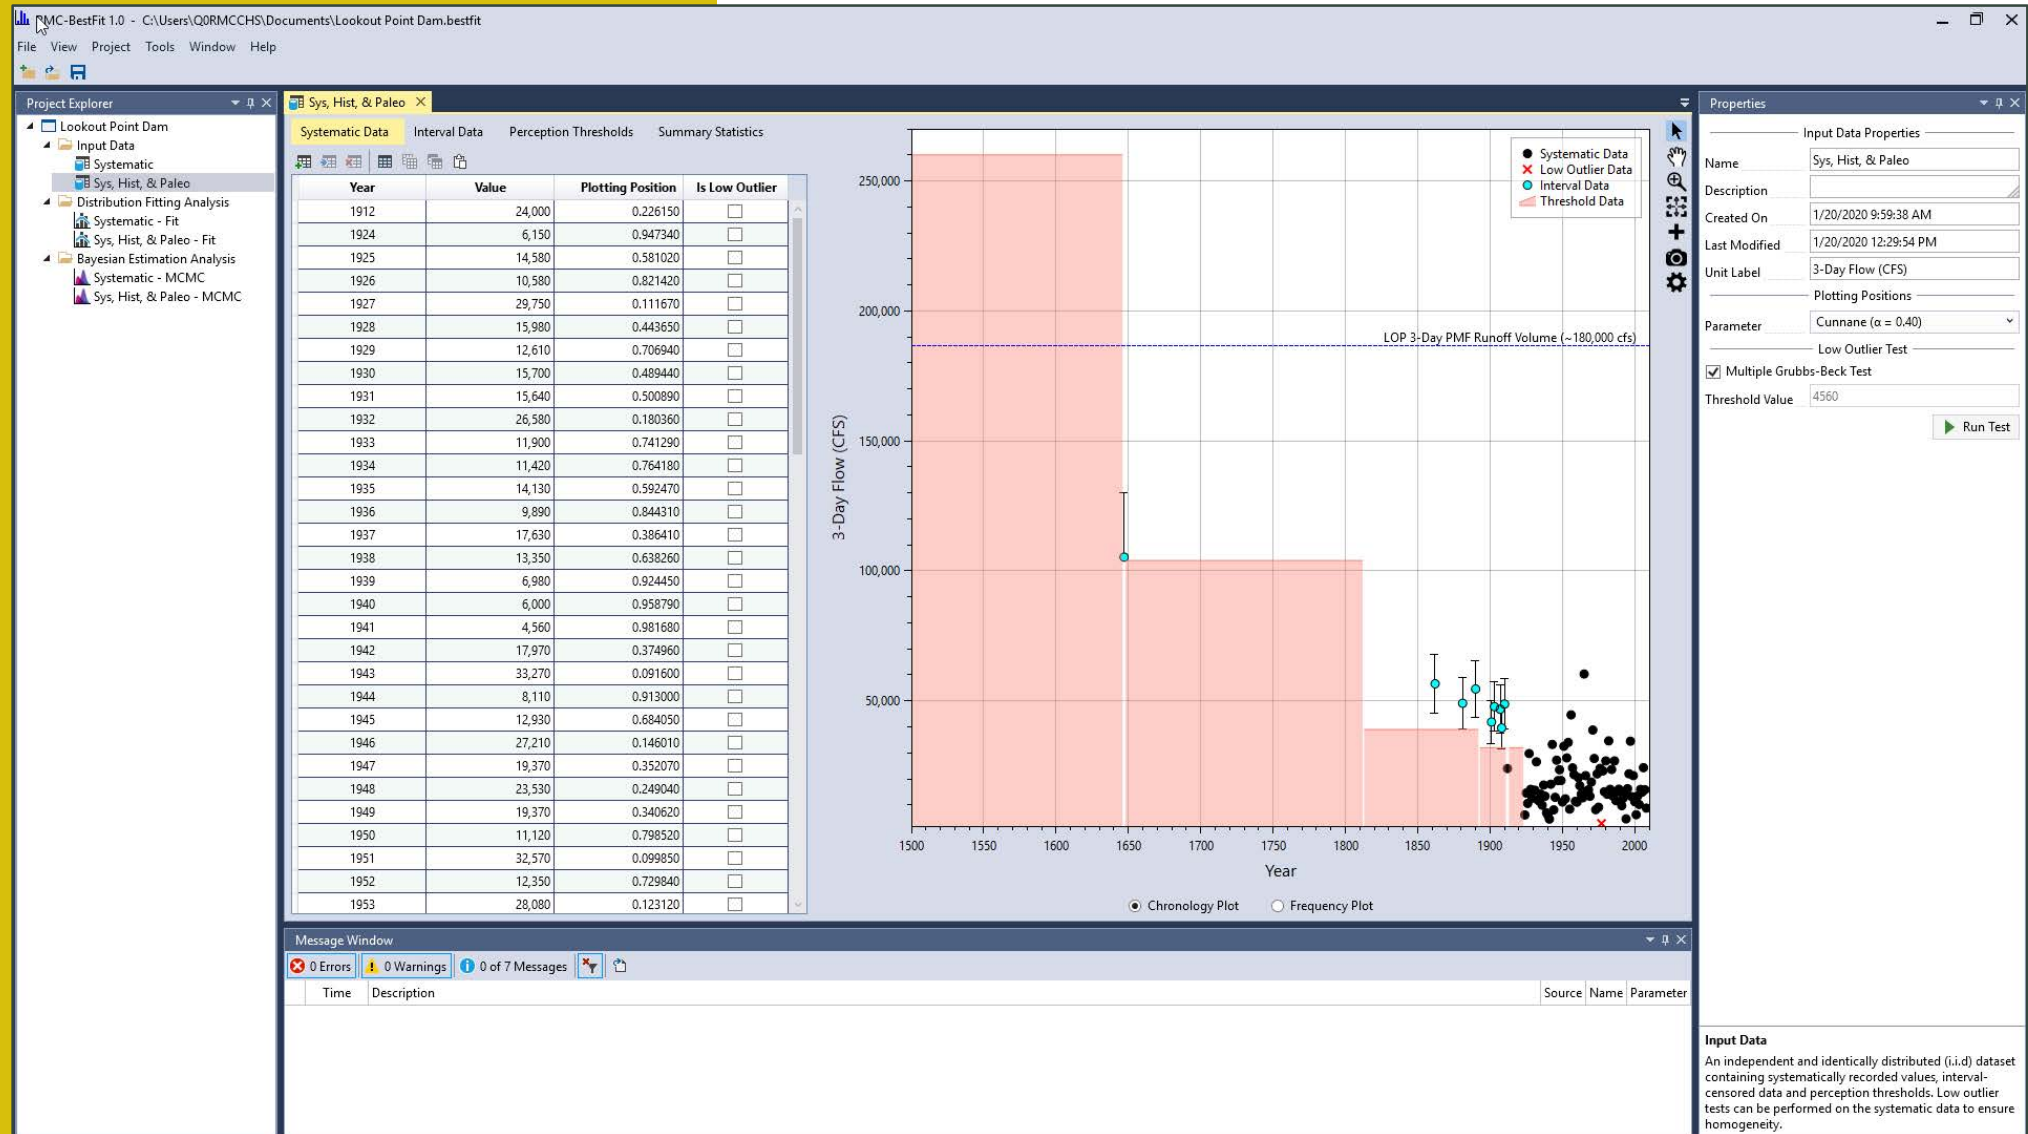 RMC-BestFit 1.0 - C:\Users\Q0RMCCHS\Documents\Lookout Point Dam.bestfit
File View Project Tools Window Help
Project Explorer
Lookout Point Dam
Input Data
Systematic
Sys, Hist, & Paleo
Distribution Fitting Analysis
Systematic - Fit
Sys, Hist, & Paleo - Fit
Bayesian Estimation Analysis
Systematic - MCMC
Sys, Hist, & Paleo - MCMC
Sys, Hist, & Paleo
Systematic Data Interval Data Perception Thresholds Summary Statistics
Year Value Plotting Position Is Low Outlier
1912 24,000 0.226150
1924 6,150 0.947340
1925 14,580 0.581020
1926 10,580 0.821420
1927 29,750 0.111670
1928 15,980 0.443650
1929 12,610 0.706940
1930 15,700 0.489440
1931 15,640 0.500890
1932 26,580 0.180360
1933 11,900 0.741290
1934 11,420 0.764180
1935 14,130 0.592470
1936 9,890 0.844310
1937 17,630 0.386410
1938 13,350 0.638260
1939 6,980 0.924450
1940 6,000 0.958790
1941 4,560 0.981680
1942 17,970 0.374960
1943 33,270 0.091600
1944 8,110 0.913000
1945 12,930 0.684050
1946 27,210 0.146010
1947 19,370 0.352070
1948 23,530 0.249040
1949 19,370 0.340620
1950 11,120 0.798520
1951 32,570 0.099850
1952 12,350 0.729840
1953 28,080 0.123120
Systematic Data
Low Outlier Data
Interval Data
Threshold Data
LOP 3-Day PMF Runoff Volume (~180,000 cfs)
3-Day Flow (CFS)
250,000
200,000
150,000
100,000
50,000
1500 1550 1600 1650 1700 1750 1800 1850 1900 1950 2000
Year
Chronology Plot Frequency Plot
Message Window
0 Errors 0 Warnings 0 of 7 Messages
Time Description Source Name Parameter
Properties
Input Data Properties
Name Sys, Hist, & Paleo
Description
Created On 1/20/2020 9:59:38 AM
Last Modified 1/20/2020 12:29:54 PM
Unit Label 3-Day Flow (CFS)
Plotting Positions
Parameter Cunnane (α = 0.40)
Low Outlier Test
Multiple Grubbs-Beck Test
Threshold Value 4560
Run Test
Input Data
An independent and identically distributed (i.i.d) dataset
containing systematically recorded values, interval-
censored data and perception thresholds. Low outlier
tests can be performed on the systematic data to ensure
homogeneity.